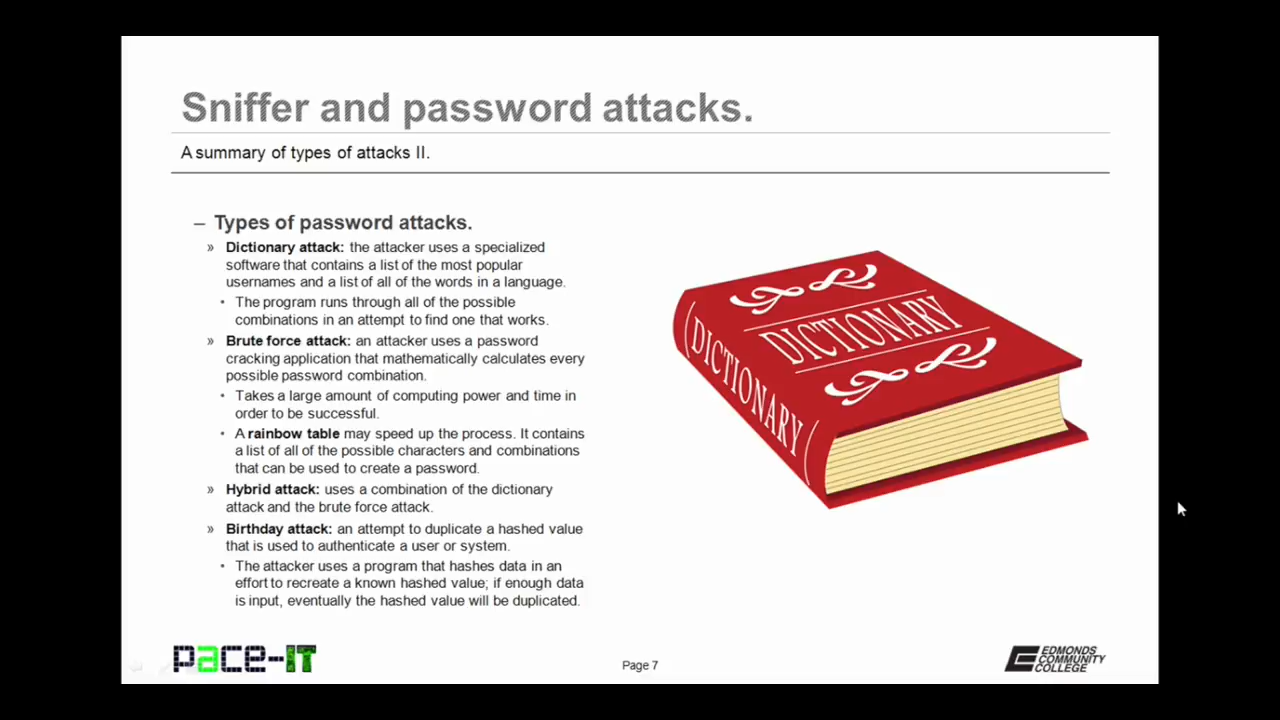 Sniffer and password attacks.
A summary of types of attacks II.
– Types of password attacks.
» Dictionary attack: the attacker uses a specialized
software that contains a list of the most popular
usernames and a list of all of the words in a language.
• The program runs through all of the possible
combinations in an attempt to find one that works.
» Brute force attack: an attacker uses a password
cracking application that mathematically calculates every
possible password combination.
• Takes a large amount of computing power and time in
order to be successful.
• A rainbow table may speed up the process. It contains
a list of all of the possible characters and combinations
that can be used to create a password.
» Hybrid attack: uses a combination of the dictionary
attack and the brute force attack.
» Birthday attack: an attempt to duplicate a hashed value
that is used to authenticate a user or system.
• The attacker uses a program that hashes data in an
effort to recreate a known hashed value; if enough data
is input, eventually the hashed value will be duplicated.
DICTIONARY
DICTIONARY
pace-IT
Page 7
EDMONDS
COMMUNITY
COLLEGE